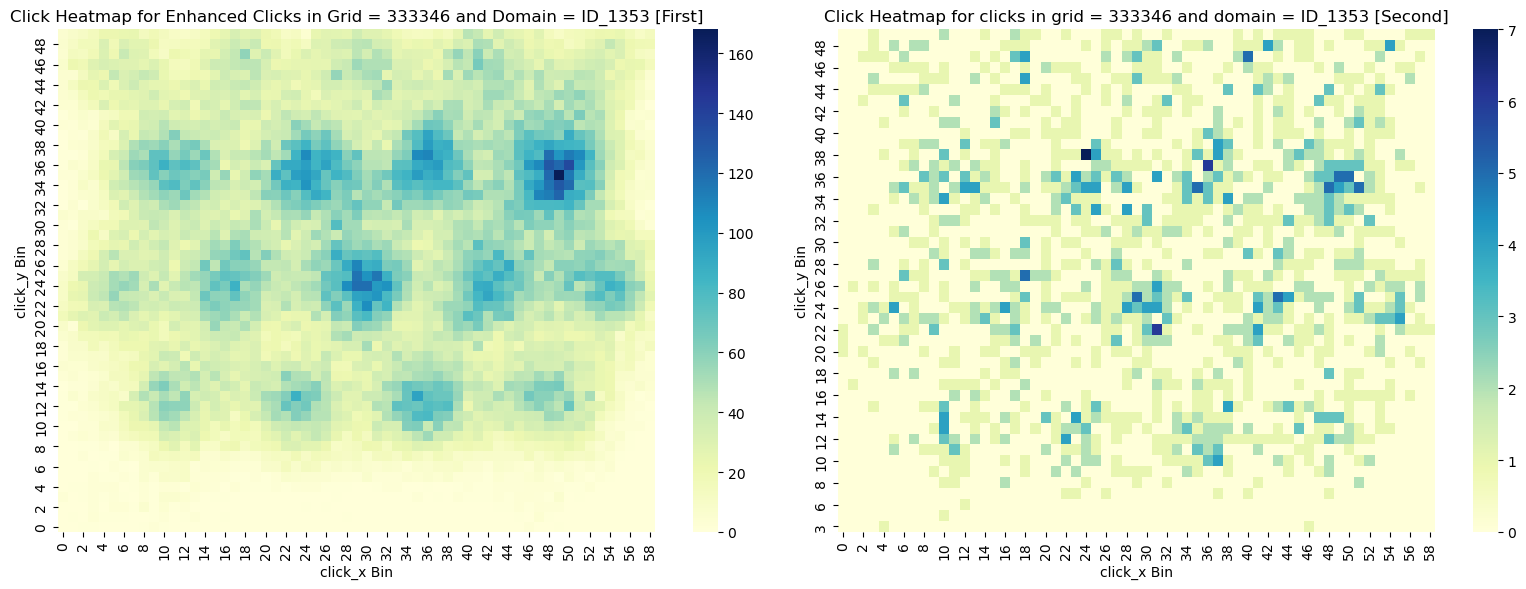 Click Heatmap for Enhanced Clicks in Grid = 333346 and Domain = ID_1353 [First]
click_y Bin
48 46 44 42 40 38 36 34 32 30 28 26 24 22 20 18 16 14 12 10 8 6 4 2 0
0 2 4 6 8 10 12 14 16 18 20 22 24 26 28 30 32 34 36 38 40 42 44 46 48 50 52 54 56 58
click_x Bin
160
140
120
100
80
60
40
20
0
Click Heatmap for clicks in grid = 333346 and domain = ID_1353 [Second]
click_y Bin
48 46 44 42 40 38 36 34 32 30 28 26 24 22 20 18 16 14 12 10 8 6 3
0 2 4 6 8 10 12 14 16 18 20 22 24 26 28 30 32 34 36 38 40 42 44 46 48 50 52 54 56 58
click_x Bin
7
6
5
4
3
2
1
0